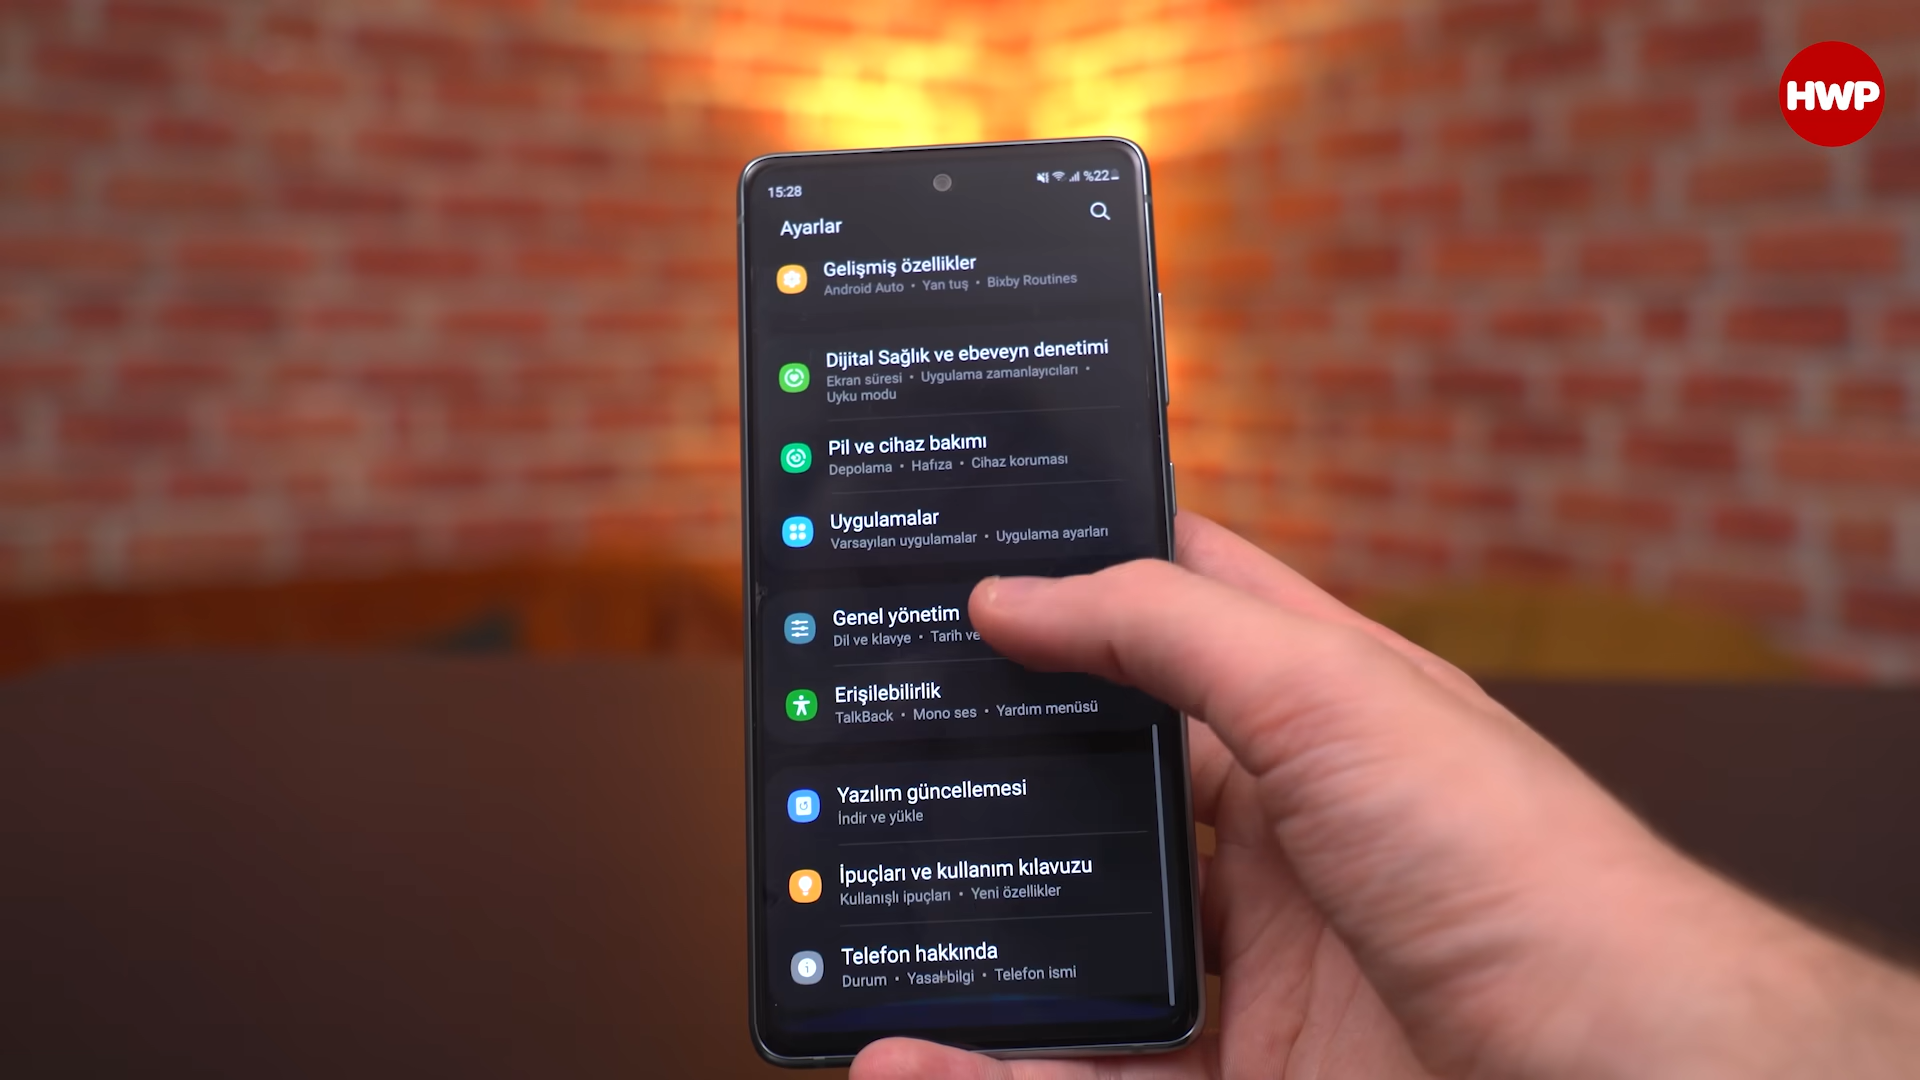 HWP
15:28
%22
Ayarlar
Gelişmiş özellikler
Android Auto • Yan tuş • Bixby Routines
Dijital Sağlık ve ebeveyn denetimi
Ekran süresi • Uygulama zamanlayıcıları •
Uyku modu
Pil ve cihaz bakımı
Depolama • Hafıza • Cihaz koruması
Uygulamalar
Varsayılan uygulamalar • Uygulama ayarları
Genel yönetim
Dil ve klavye • Tarih ve
Erişilebilirlik
TalkBack • Mono ses • Yardım menüsü
Yazılım güncellemesi
İndir ve yükle
İpuçları ve kullanım kılavuzu
Kullanışlı ipuçları • Yeni özellikler
Telefon hakkında
Durum • Yasal bilgi • Telefon ismi